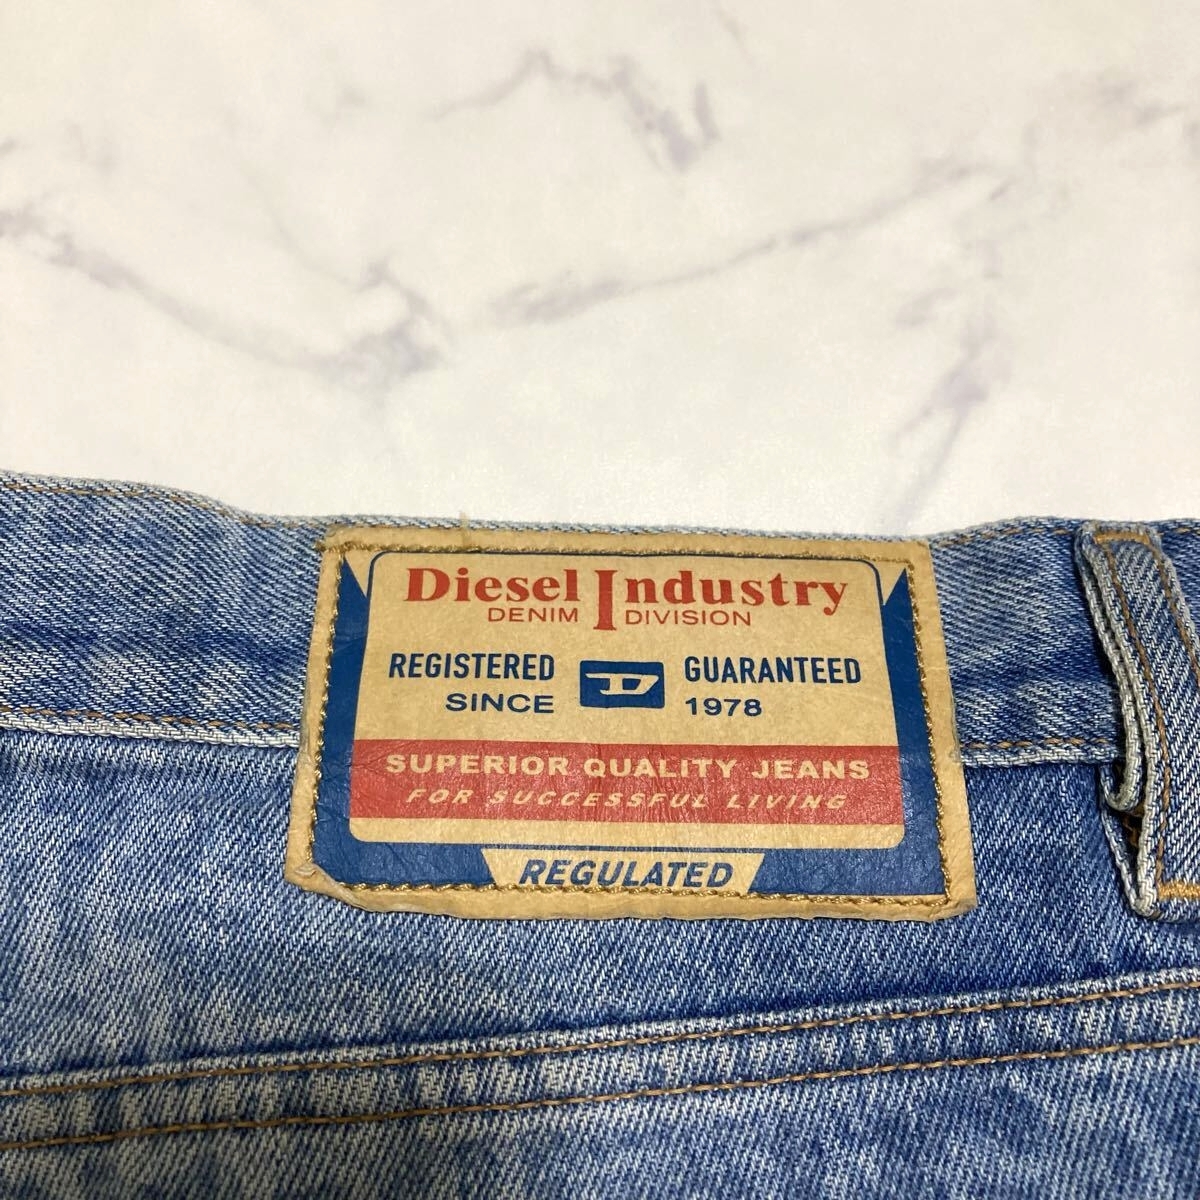 Diesel Industry
DENIM DIVISION
REGISTERED D GUARANTEED
SINCE 1978
SUPERIOR QUALITY JEANS
FOR SUCCESSFUL LIVING
REGULATED